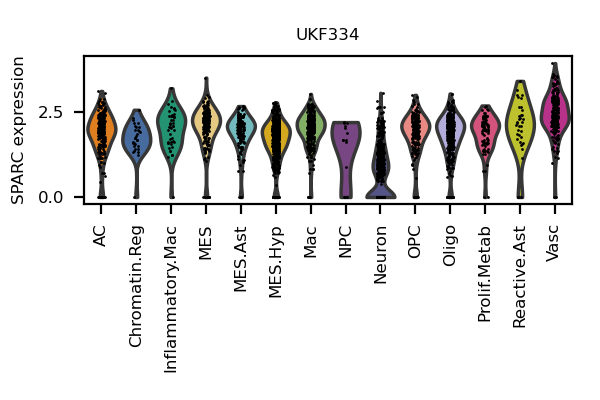 UKF334
SPARC expression
2.5
0.0
AC
Chromatin.Reg
Inflammatory.Mac
MES
MES.Ast
MES.Hyp
Mac
NPC
Neuron
OPC
Oligo
Prolif.Metab
Reactive.Ast
Vasc